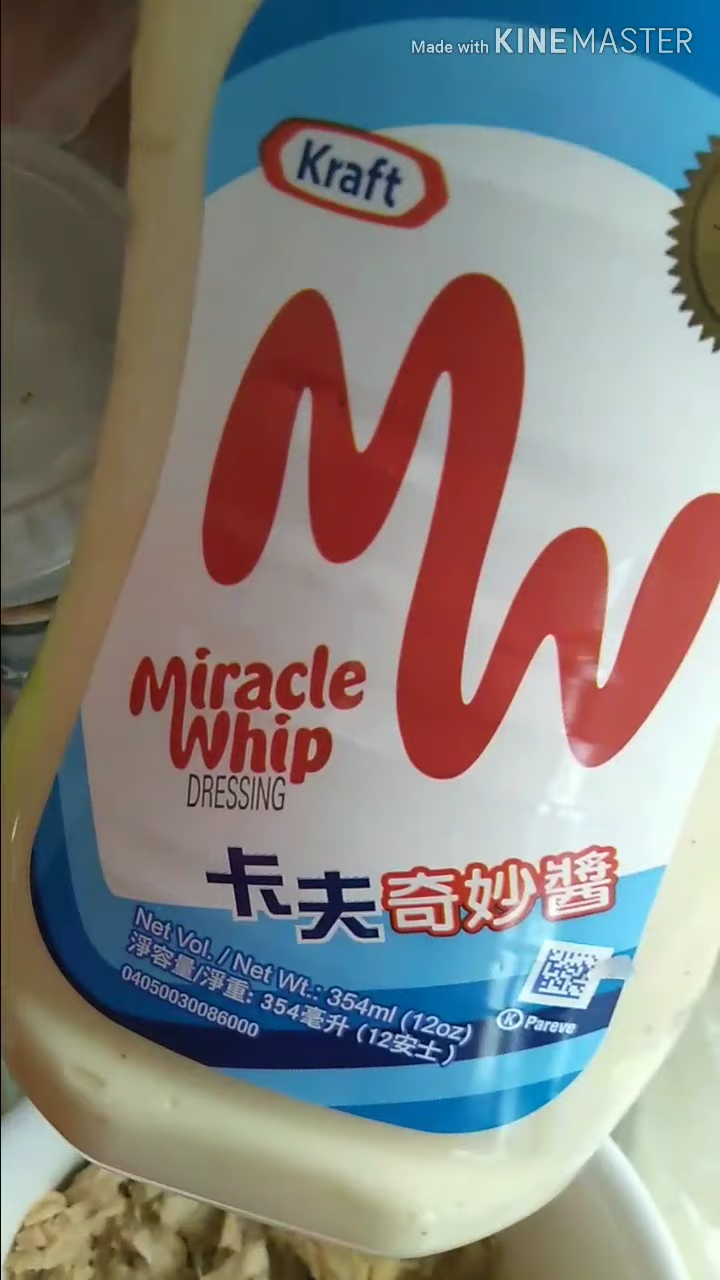 Made with KINEMASTER
Kraft
MW
Miracle
Whip
DRESSING
卡夫奇妙醬
Net Vol. / Net Wt.: 354ml (12oz)
淨容量/淨重: 354毫升 (12安士)
04050030086000
K Pareve